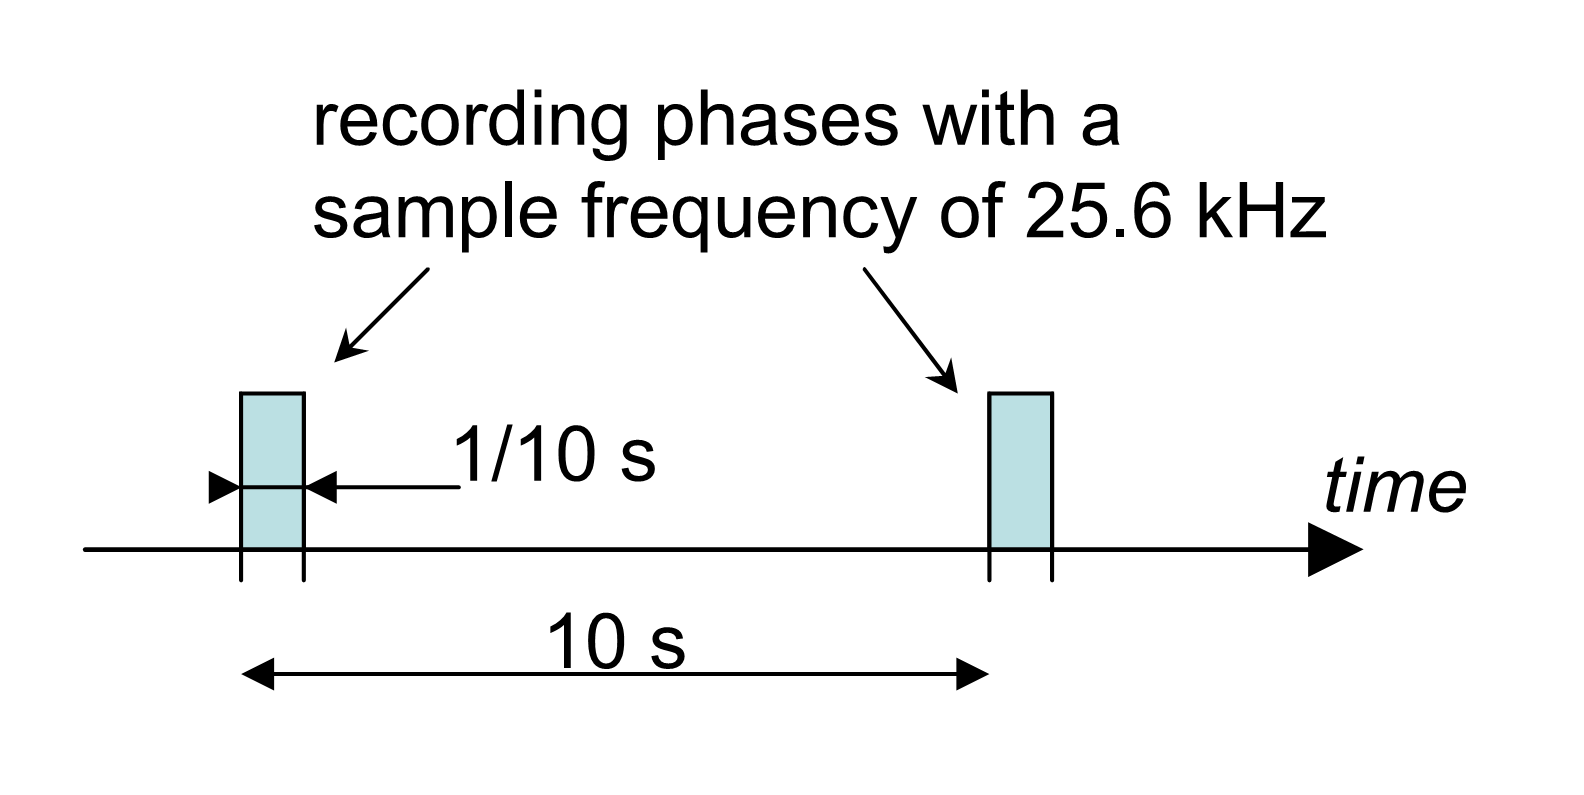 recording phases with a
sample frequency of 25.6 kHz
1/10 s
time
10 s